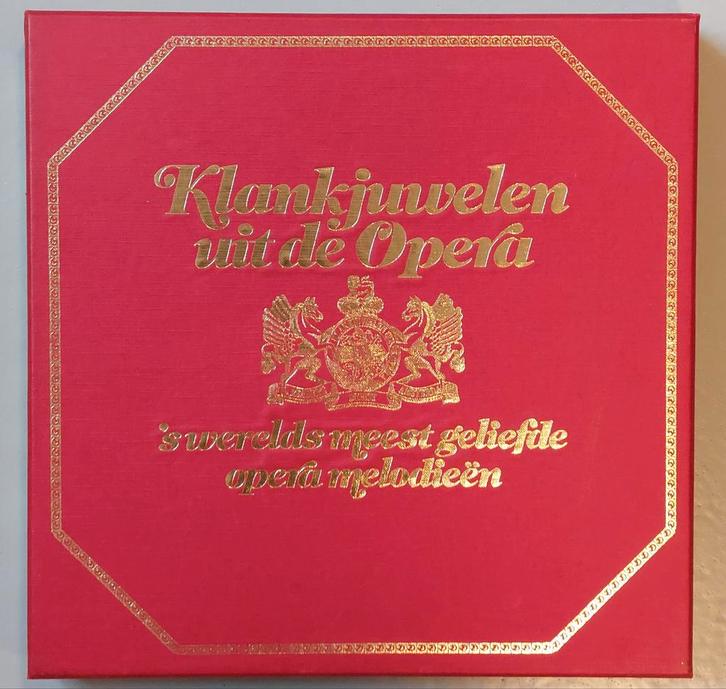 Klankjuwelen
uit de Opera
's werelds meest geliefde
opera melodieën